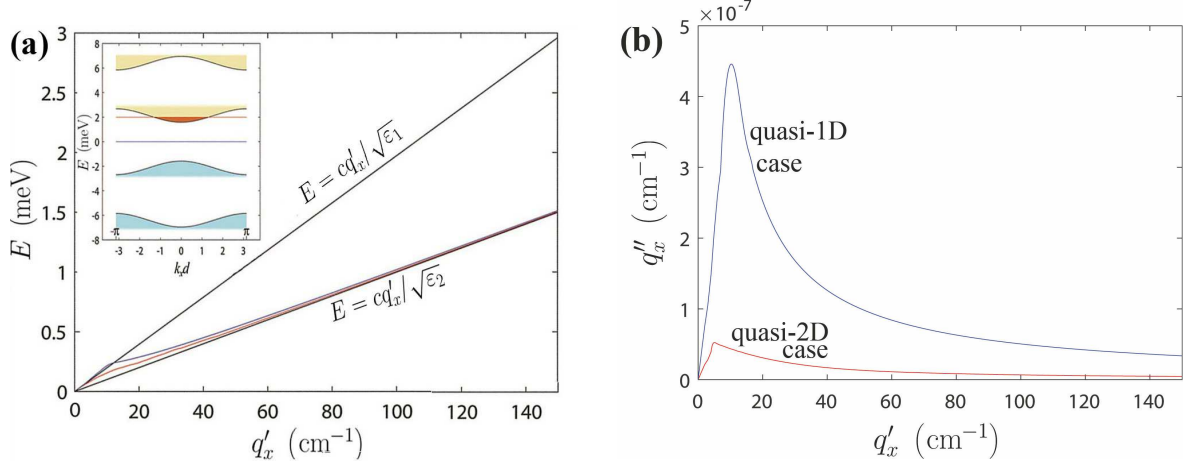 (a)
3
2.5
2
1.5
1
0.5
0
E (meV)
0 20 40 60 80 100 120 140
q′ₓ (cm⁻¹)
E = cq′ₓ/√ε₁
E = cq′ₓ/√ε₂
8
6
4
2
0
-2
-4
-6
-8
E (meV)
-π π
-3 -2 -1 0 1 2 3
kₓd
(b)
×10⁻⁷
5
4
3
2
1
0
q″ₓ (cm⁻¹)
quasi-1D
case
quasi-2D
case
0 20 40 60 80 100 120 140
q′ₓ (cm⁻¹)